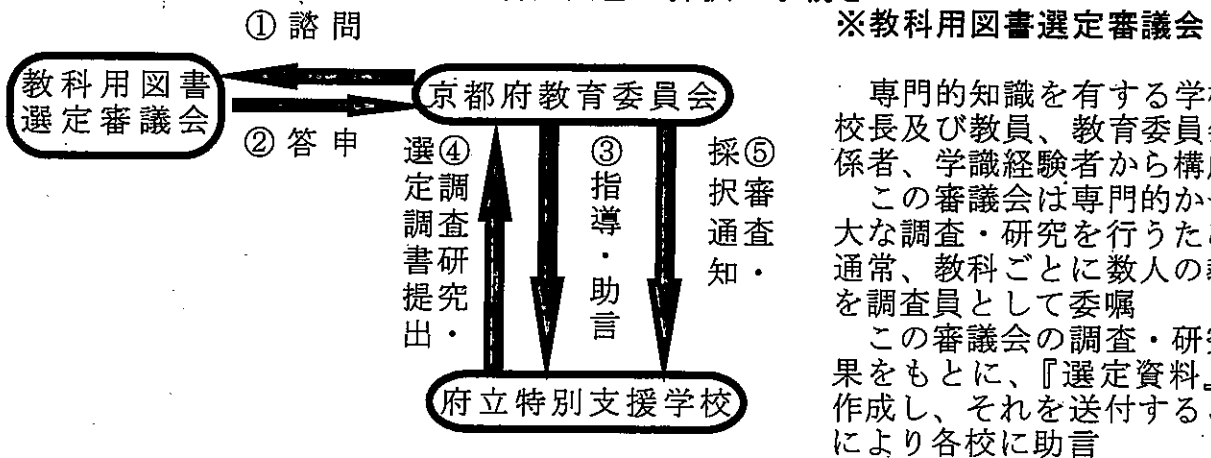 ① 諮 問
教科用図書
選定審議会
② 答 申
京都府教育委員会
④調査研究・
選定調書提出
③指導・助言
⑤審査・
採択通知
府立特別支援学校
※教科用図書選定審議会
専門的知識を有する学
校長及び教員、教育委員
係者、学識経験者から構
この審議会は専門的か
大な調査・研究を行うた
通常、教科ごとに数人の
を調査員として委嘱
この審議会の調査・研
果をもとに、『選定資料』
作成し、それを送付する
により各校に助言